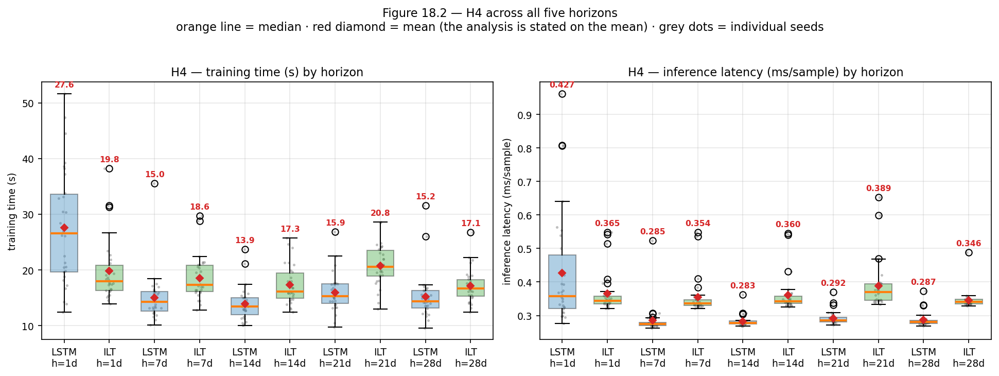 Figure 18.2 — H4 across all five horizons
orange line = median · red diamond = mean (the analysis is stated on the mean) · grey dots = individual seeds
H4 — training time (s) by horizon
training time (s)
50
40
30
20
10
27.6
19.8
15.0
18.6
13.9
17.3
15.9
20.8
15.2
17.1
LSTM
h=1d
ILT
h=1d
LSTM
h=7d
ILT
h=7d
LSTM
h=14d
ILT
h=14d
LSTM
h=21d
ILT
h=21d
LSTM
h=28d
ILT
h=28d
H4 — inference latency (ms/sample) by horizon
inference latency (ms/sample)
0.9
0.8
0.7
0.6
0.5
0.4
0.3
0.427
0.365
0.285
0.354
0.283
0.360
0.292
0.389
0.287
0.346
LSTM
h=1d
ILT
h=1d
LSTM
h=7d
ILT
h=7d
LSTM
h=14d
ILT
h=14d
LSTM
h=21d
ILT
h=21d
LSTM
h=28d
ILT
h=28d